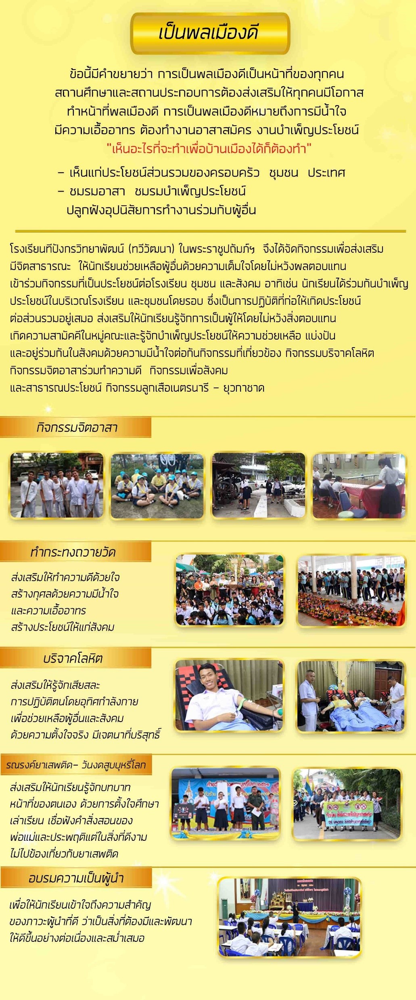 เป็นพลเมืองดี
ข้อนี้มีคำขยายว่า การเป็นพลเมืองดีเป็นหน้าที่ของทุกคน
สถานศึกษาและสถานประกอบการต้องส่งเสริมให้ทุกคนมีโอกาส
ทำหน้าที่พลเมืองดี การเป็นพลเมืองดีหมายถึงการมีน้ำใจ
มีความเอื้ออาทร ต้องทำงานอาสาสมัคร งานบำเพ็ญประโยชน์
"เห็นอะไรที่จะทำเพื่อบ้านเมืองได้ก็ต้องทำ"
- เห็นแก่ประโยชน์ส่วนรวมของครอบครัว ชุมชน ประเทศ
- ชมรมอาสา ชมรมบำเพ็ญประโยชน์
ปลูกฝังอุปนิสัยการทำงานร่วมกับผู้อื่น
โรงเรียนทีปังกรวิทยาพัฒน์ (ทวีวัฒนา) ในพระราชูปถัมภ์ฯ จึงได้จัดกิจกรรมเพื่อส่งเสริม
มีจิตสาธารณะ ให้นักเรียนช่วยเหลือผู้อื่นด้วยความเต็มใจโดยไม่หวังผลตอบแทน
เข้าร่วมกิจกรรมที่เป็นประโยชน์ต่อโรงเรียน ชุมชน และสังคม อาทิเช่น นักเรียนได้ร่วมกันบำเพ็ญ
ประโยชน์ในบริเวณโรงเรียน และชุมชนโดยรอบ ซึ่งเป็นการปฏิบัติที่ก่อให้เกิดประโยชน์
ต่อส่วนรวมอยู่เสมอ ส่งเสริมให้นักเรียนรู้จักการเป็นผู้ให้โดยไม่หวังสิ่งตอบแทน
เกิดความสามัคคีในหมู่คณะและรู้จักบำเพ็ญประโยชน์ให้ความช่วยเหลือ แบ่งปัน
และอยู่ร่วมกันในสังคมด้วยความมีน้ำใจต่อกันกิจกรรมที่เกี่ยวข้อง กิจกรรมบริจาคโลหิต
กิจกรรมจิตอาสาร่วมทำความดี กิจกรรมเพื่อสังคม
และสาธารณประโยชน์ กิจกรรมลูกเสือเนตรนารี - ยุวกาชาด
กิจกรรมจิตอาสา
ทำกระทงถวายวัด
ส่งเสริมให้ทำความดีด้วยใจ
สร้างกุศลด้วยความมีน้ำใจ
และความเอื้ออาทร
สร้างประโยชน์ให้แก่สังคม
บริจาคโลหิต
ส่งเสริมให้รู้จักเสียสละ
การปฏิบัติตนโดยอุทิศกำลังกาย
เพื่อช่วยเหลือผู้อื่นและสังคม
ด้วยความตั้งใจจริง มีเจตนาที่บริสุทธิ์
รณรงค์ยาเสพติด- วันงดสูบบุหรี่โลก
ส่งเสริมให้นักเรียนรู้จักบทบาท
หน้าที่ของตนเอง ด้วยการตั้งใจศึกษา
เล่าเรียน เชื่อฟังคำสั่งสอนของ
พ่อแม่และประพฤติแต่ในสิ่งที่ดีงาม
ไม่ไปข้องเกี่ยวกับยาเสพติด
อบรมความเป็นผู้นำ
เพื่อให้นักเรียนเข้าใจถึงความสำคัญ
ของภาวะผู้นำที่ดี ว่าเป็นสิ่งที่ต้องมีและพัฒนา
ให้ดีขึ้นอย่างต่อเนื่องและสม่ำเสมอ